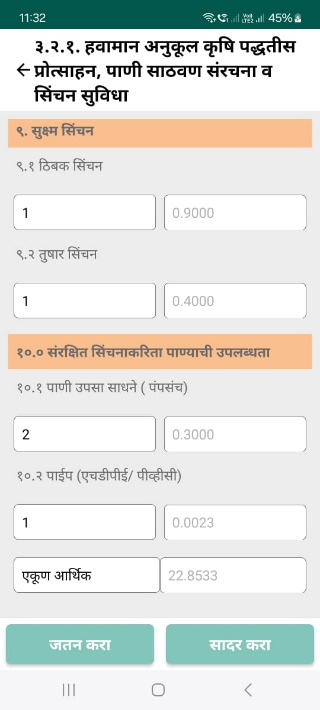 11:32
Vo))
LTE2
45%
३.२.१. हवामान अनुकूल कृषि पद्धतीस
प्रोत्साहन, पाणी साठवण संरचना व
सिंचन सुविधा
९. सुक्ष्म सिंचन
९.१ ठिबक सिंचन
1 0.9000
९.२ तुषार सिंचन
1 0.4000
१०.० संरक्षित सिंचनाकरिता पाण्याची उपलब्धता
१०.१ पाणी उपसा साधने ( पंपसंच)
2 0.3000
१०.२ पाईप (एचडीपीई/ पीव्हीसी)
1 0.0023
एकूण आर्थिक 22.8533
जतन करा सादर करा